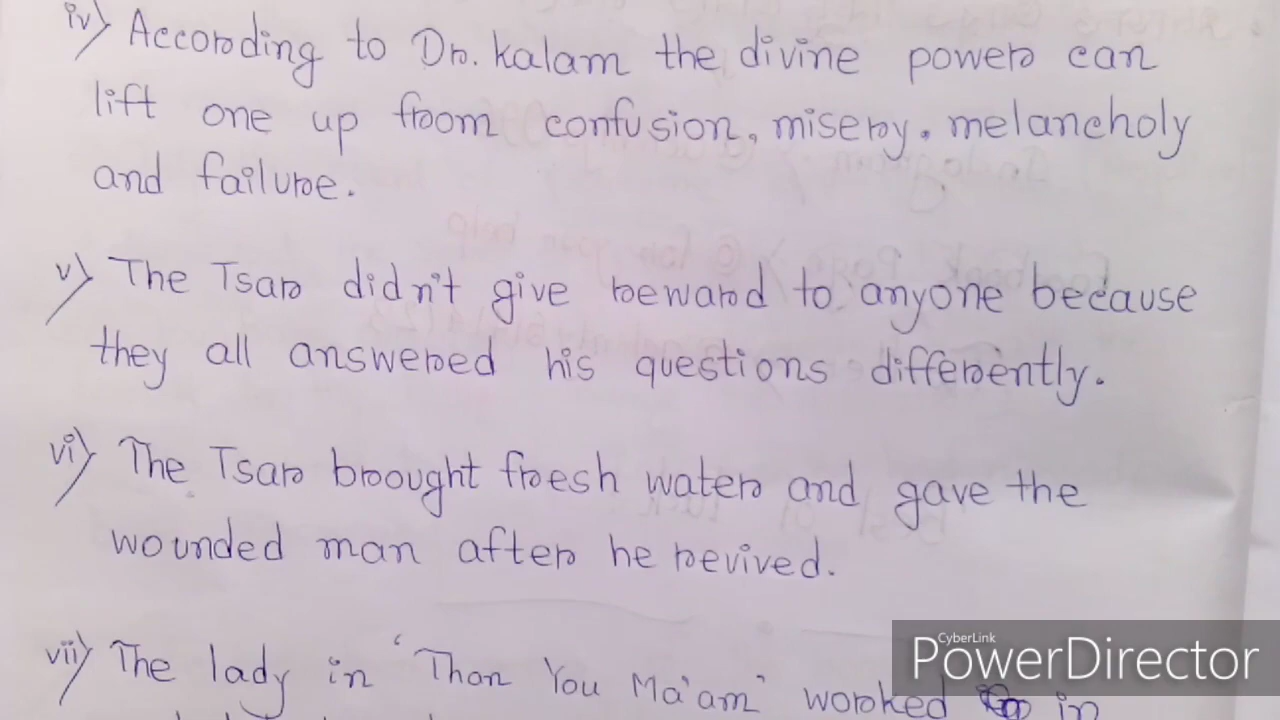 iv) According to Dr. Kalam the divine power can
lift one up from confusion, misery, melancholy
and failure.
v) The Tsar didn't give reward to anyone because
they all answered his questions differently.
vi) The Tsar brought fresh water and gave the
wounded man after he revived.
vii) The lady in 'Than You Ma'am' worked in
CyberLink
PowerDirector